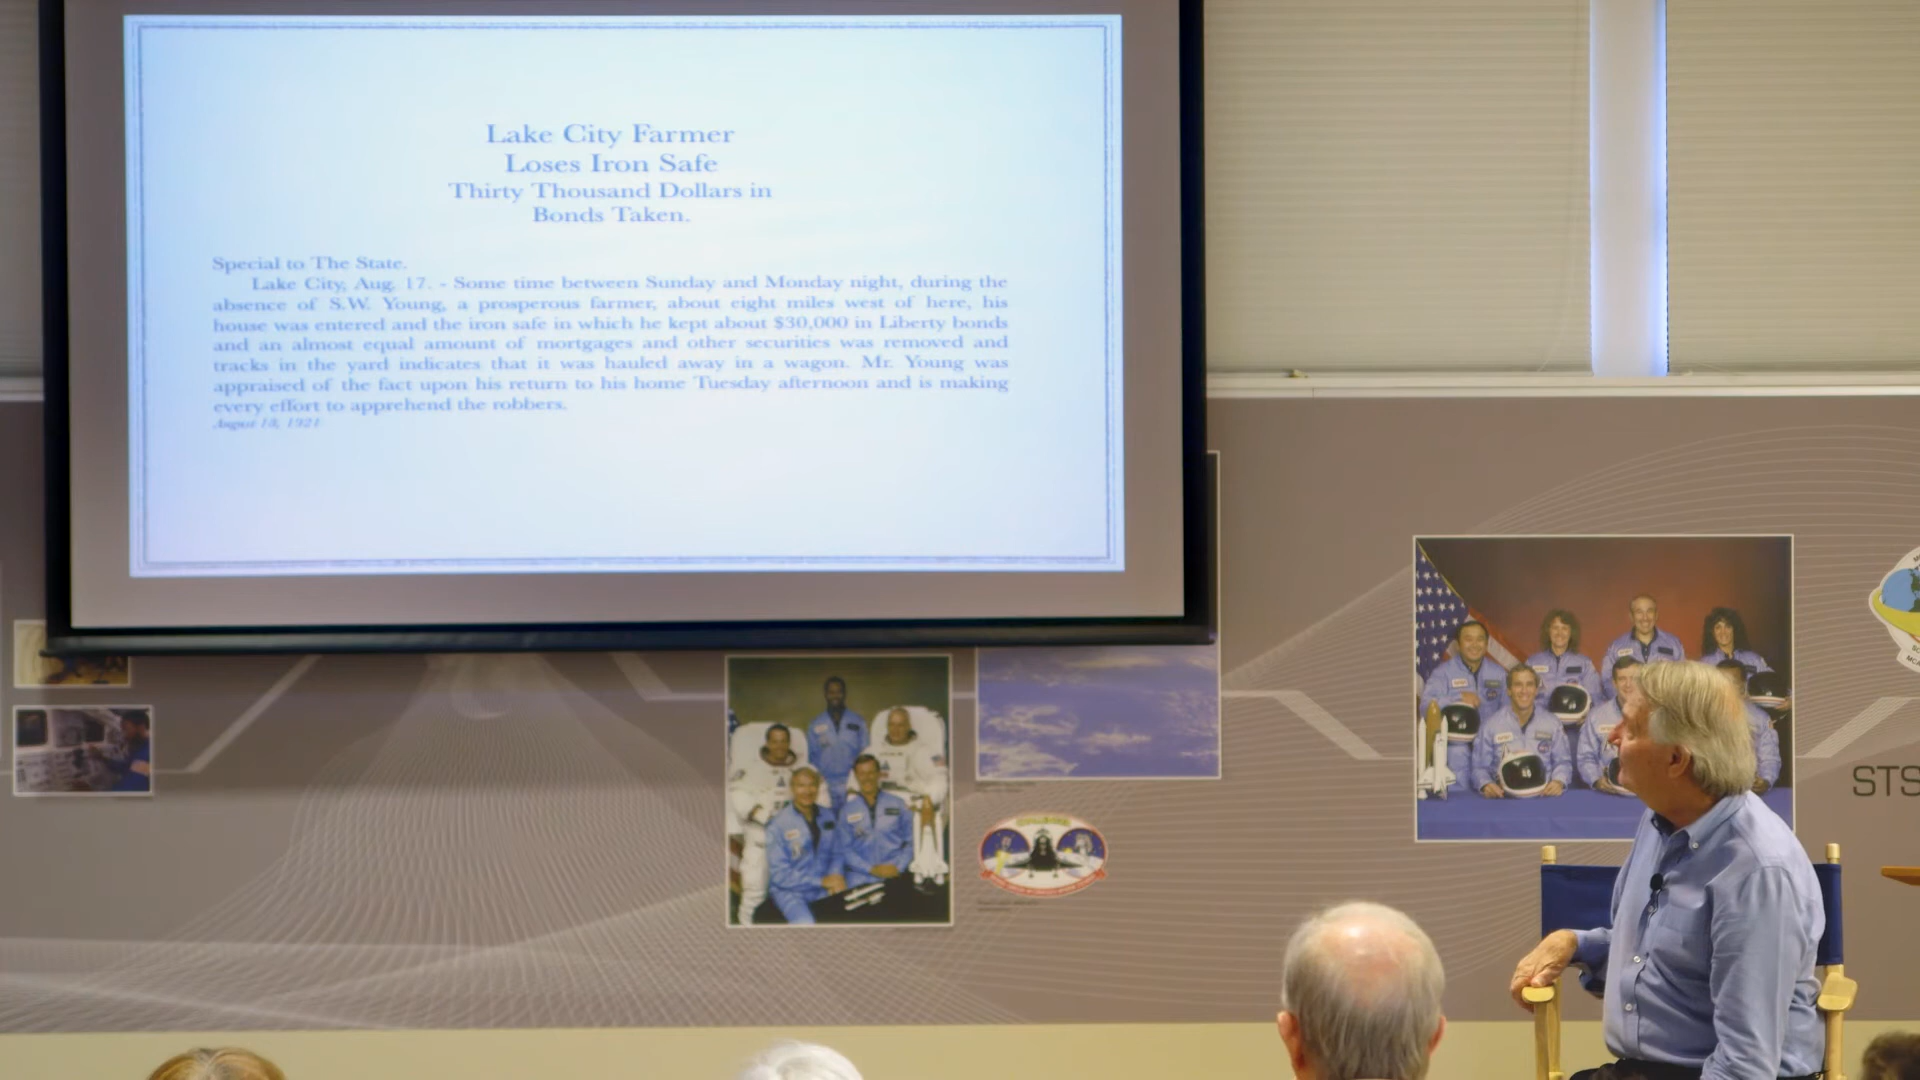 Lake City Farmer
Loses Iron Safe
Thirty Thousand Dollars in
Bonds Taken.
Special to The State.
Lake City, Aug. 17. - Some time between Sunday and Monday night, during the
absence of S.W. Young, a prosperous farmer, about eight miles west of here, his
house was entered and the iron safe in which he kept about $30,000 in Liberty bonds
and an almost equal amount of mortgages and other securities was removed and
tracks in the yard indicates that it was hauled away in a wagon. Mr. Young was
appraised of the fact upon his return to his home Tuesday afternoon and is making
every effort to apprehend the robbers.
August 18, 1921
STS